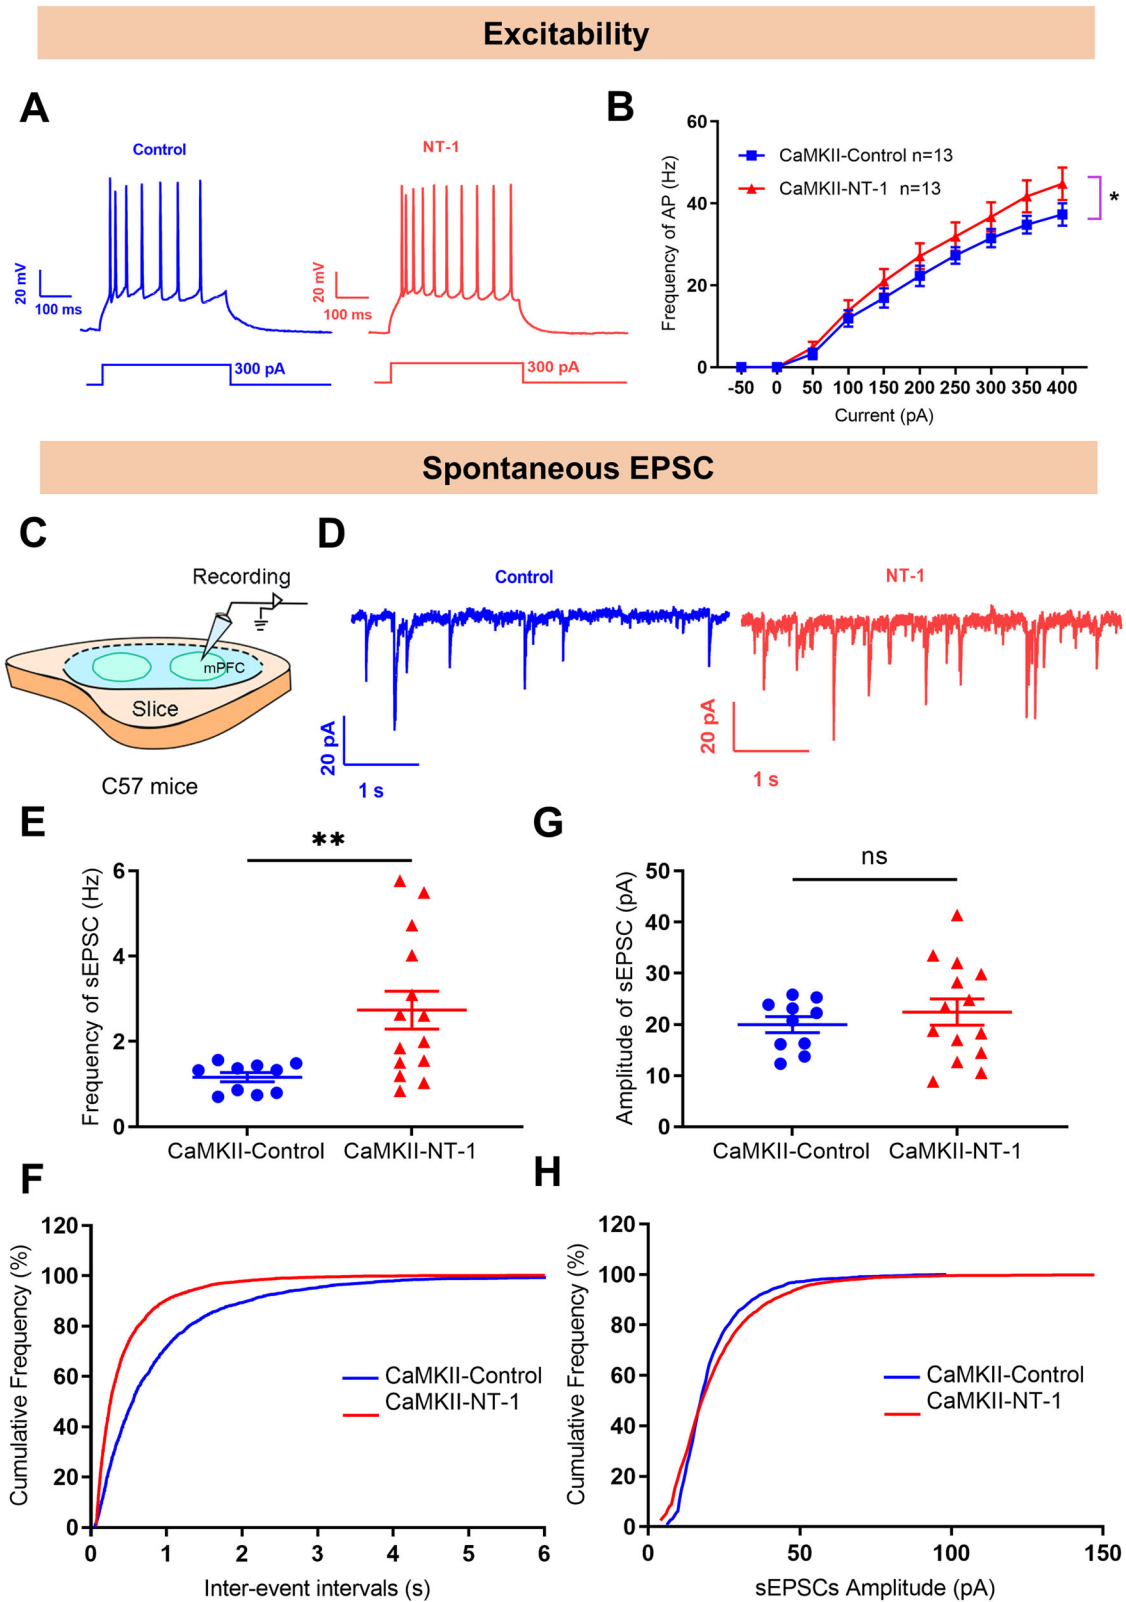 Excitability
A
B
Control
NT-1
20 mV
100 ms
20 mV
100 ms
300 pA
300 pA
Frequency of AP (Hz)
60
40
20
0
CaMKII-Control n=13
CaMKII-NT-1 n=13
*
-50 0 50 100 150 200 250 300 350 400
Current (pA)
Spontaneous EPSC
C
D
Recording
mPFC
Slice
C57 mice
Control
NT-1
20 pA
1 s
20 pA
1 s
E
**
Frequency of sEPSC (Hz)
6
4
2
0
CaMKII-Control CaMKII-NT-1
G
ns
Amplitude of sEPSC (pA)
50
40
30
20
10
0
CaMKII-Control CaMKII-NT-1
F
Cumulative Frequency (%)
120
100
80
60
40
20
0
CaMKII-Control
CaMKII-NT-1
0 1 2 3 4 5 6
Inter-event intervals (s)
H
Cumulative Frequency (%)
120
100
80
60
40
20
0
CaMKII-Control
CaMKII-NT-1
0 50 100 150
sEPSCs Amplitude (pA)